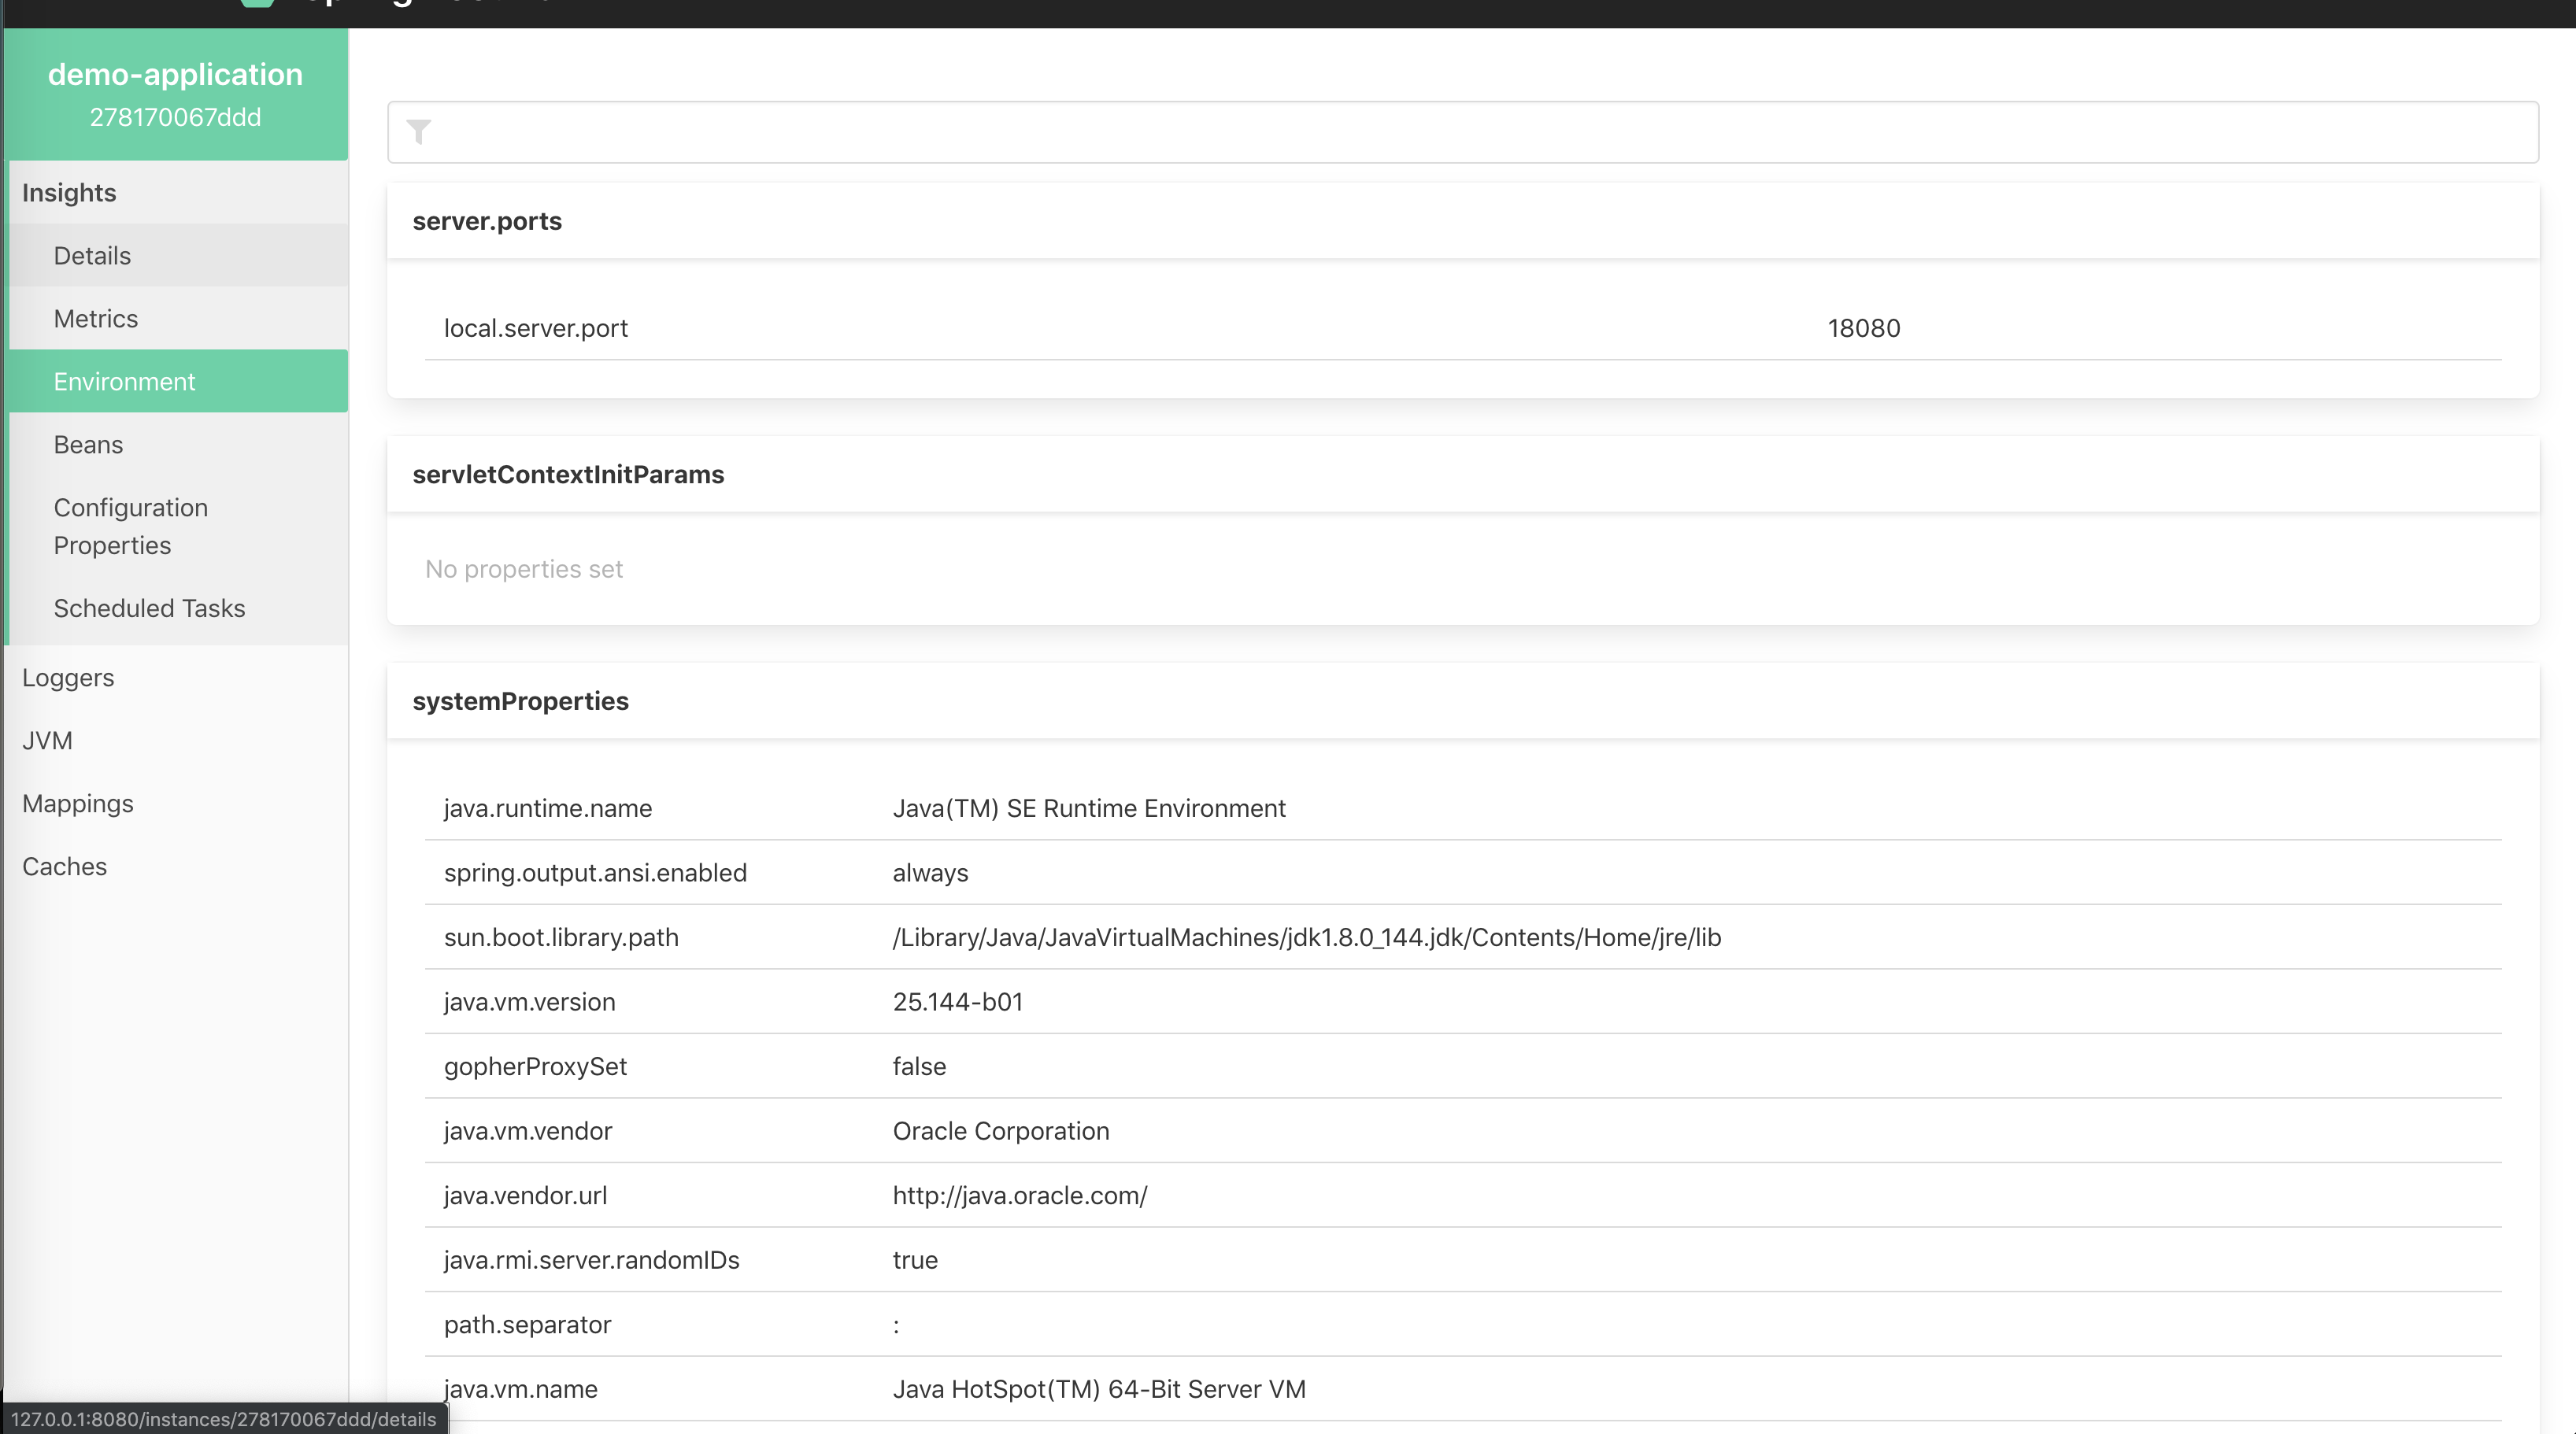 demo-application
278170067ddd
Insights
Details
Metrics
Environment
Beans
Configuration
Properties
Scheduled Tasks
Loggers
JVM
Mappings
Caches
server.ports
local.server.port 18080
servletContextInitParams
No properties set
systemProperties
java.runtime.name Java(TM) SE Runtime Environment
spring.output.ansi.enabled always
sun.boot.library.path /Library/Java/JavaVirtualMachines/jdk1.8.0_144.jdk/Contents/Home/jre/lib
java.vm.version 25.144-b01
gopherProxySet false
java.vm.vendor Oracle Corporation
java.vendor.url http://java.oracle.com/
java.rmi.server.randomIDs true
path.separator :
java.vm.name Java HotSpot(TM) 64-Bit Server VM
127.0.0.1:8080/instances/278170067ddd/details